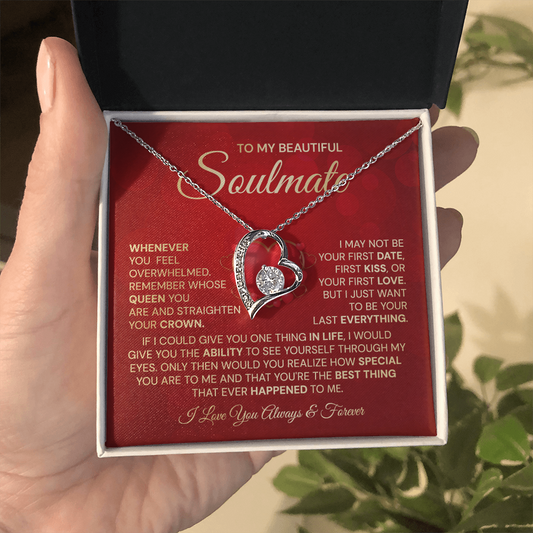 TO MY BEAUTIFUL
Soulmate
WHENEVER
YOU FEEL
OVERWHELMED.
REMEMBER WHOSE
QUEEN YOU
ARE AND STRAIGHTEN
YOUR CROWN.
I MAY NOT BE
YOUR FIRST DATE,
FIRST KISS, OR
YOUR FIRST LOVE.
BUT I JUST WANT
TO BE YOUR
LAST EVERYTHING.
IF I COULD GIVE YOU ONE THING IN LIFE, I WOULD
GIVE YOU THE ABILITY TO SEE YOURSELF THROUGH MY
EYES. ONLY THEN WOULD YOU REALIZE HOW SPECIAL
YOU ARE TO ME AND THAT YOU'RE THE BEST THING
THAT EVER HAPPENED TO ME.
I Love You Always & Forever